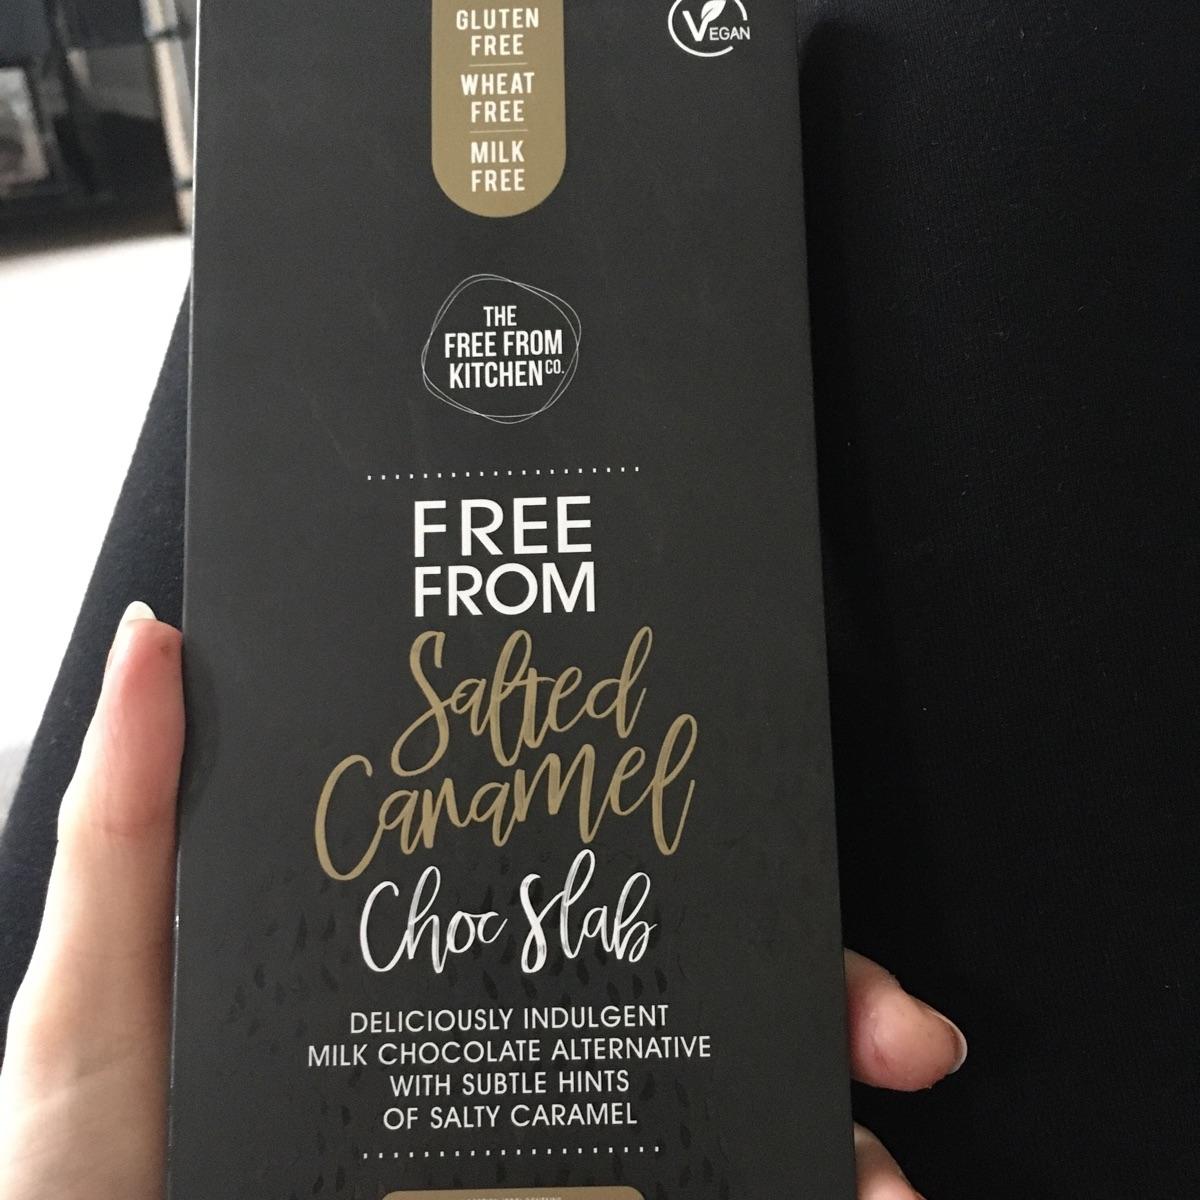 GLUTEN
FREE
WHEAT
FREE
MILK
FREE
VEGAN
THE
FREE FROM
KITCHEN CO.
FREE
FROM
Salted
Caramel
Choc Slab
DELICIOUSLY INDULGENT
MILK CHOCOLATE ALTERNATIVE
WITH SUBTLE HINTS
OF SALTY CARAMEL